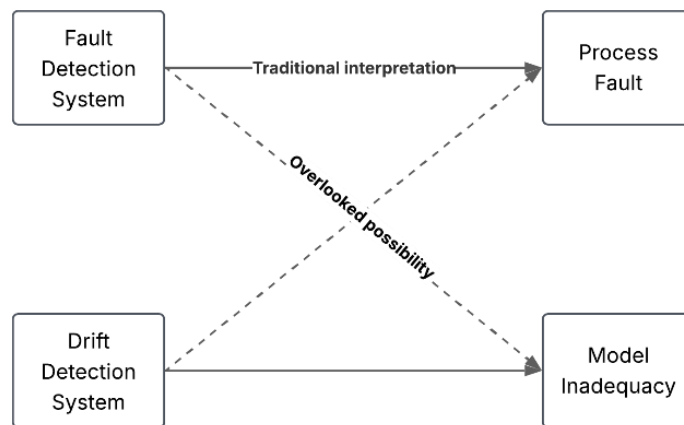 Fault
Detection
System
Traditional interpretation
Process
Fault
Overlooked possibility
Drift
Detection
System
Model
Inadequacy